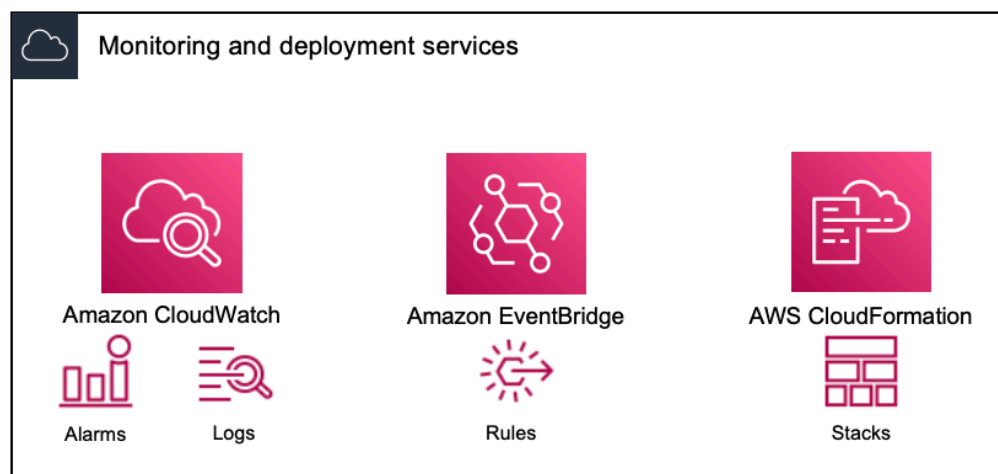 Monitoring and deployment services
Amazon CloudWatch
Amazon EventBridge
AWS CloudFormation
Alarms
Logs
Rules
Stacks